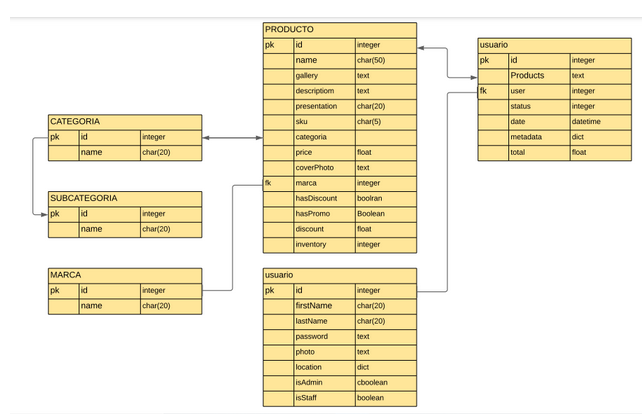 PRODUCTO
pk id integer
name char(50)
gallery text
descriptiom text
presentation char(20)
sku char(5)
categoria
price float
coverPhoto text
fk marca integer
hasDiscount boolran
hasPromo Boolean
discount float
inventory integer
usuario
pk id integer
Products text
fk user integer
status integer
date datetime
metadata dict
total float
CATEGORIA
pk id integer
name char(20)
SUBCATEGORIA
pk id integer
name char(20)
MARCA
pk id integer
name char(20)
usuario
pk id integer
firstName char(20)
lastName char(20)
password text
photo text
location dict
isAdmin cboolean
isStaff boolean